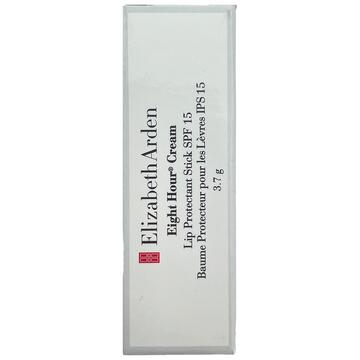 Elizabeth Arden
Eight Hour® Cream
Lip Protectant Stick SPF 15
Baume Protecteur pour les Lèvres IPS 15
3.7 g